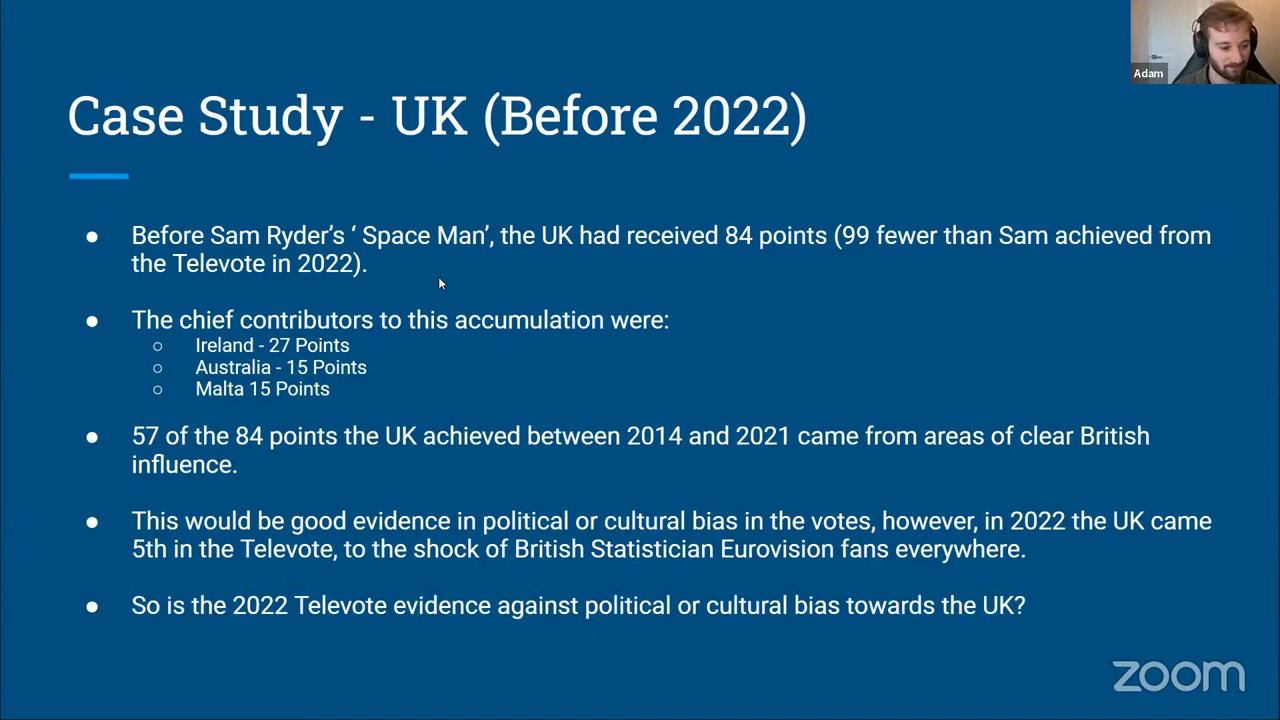 Adam
Case Study - UK (Before 2022)
● Before Sam Ryder’s ‘ Space Man’, the UK had received 84 points (99 fewer than Sam achieved from
the Televote in 2022).
● The chief contributors to this accumulation were:
○ Ireland - 27 Points
○ Australia - 15 Points
○ Malta 15 Points
● 57 of the 84 points the UK achieved between 2014 and 2021 came from areas of clear British
influence.
● This would be good evidence in political or cultural bias in the votes, however, in 2022 the UK came
5th in the Televote, to the shock of British Statistician Eurovision fans everywhere.
● So is the 2022 Televote evidence against political or cultural bias towards the UK?
zoom